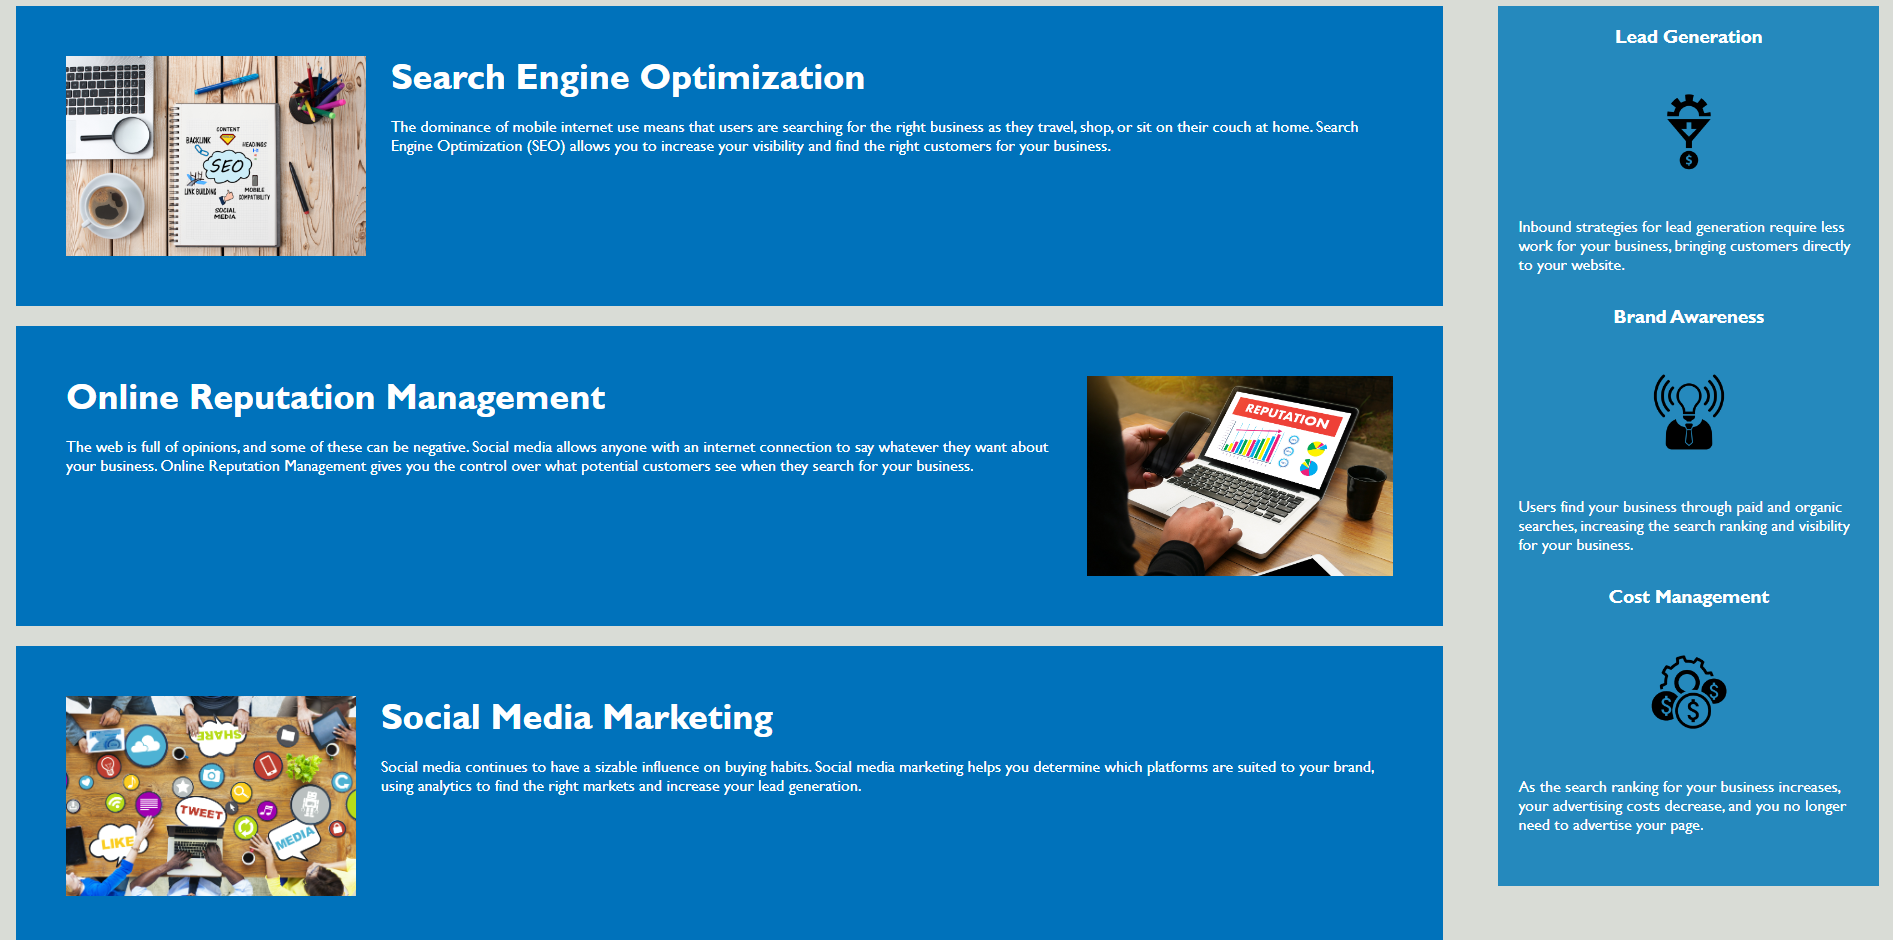 Search Engine Optimization
The dominance of mobile internet use means that users are searching for the right business as they travel, shop, or sit on their couch at home. Search
Engine Optimization (SEO) allows you to increase your visibility and find the right customers for your business.
CONTENT
BACKLINK
HEADINGS
SEO
LINK BUILDING
MOBILE
COMPATIBILITY
SOCIAL
MEDIA
Online Reputation Management
The web is full of opinions, and some of these can be negative. Social media allows anyone with an internet connection to say whatever they want about
your business. Online Reputation Management gives you the control over what potential customers see when they search for your business.
REPUTATION
Social Media Marketing
Social media continues to have a sizable influence on buying habits. Social media marketing helps you determine which platforms are suited to your brand,
using analytics to find the right markets and increase your lead generation.
SHARE
TWEET
LIKE
MEDIA
Lead Generation
$
Inbound strategies for lead generation require less
work for your business, bringing customers directly
to your website.
Brand Awareness
Users find your business through paid and organic
searches, increasing the search ranking and visibility
for your business.
Cost Management
$
$
$
As the search ranking for your business increases,
your advertising costs decrease, and you no longer
need to advertise your page.